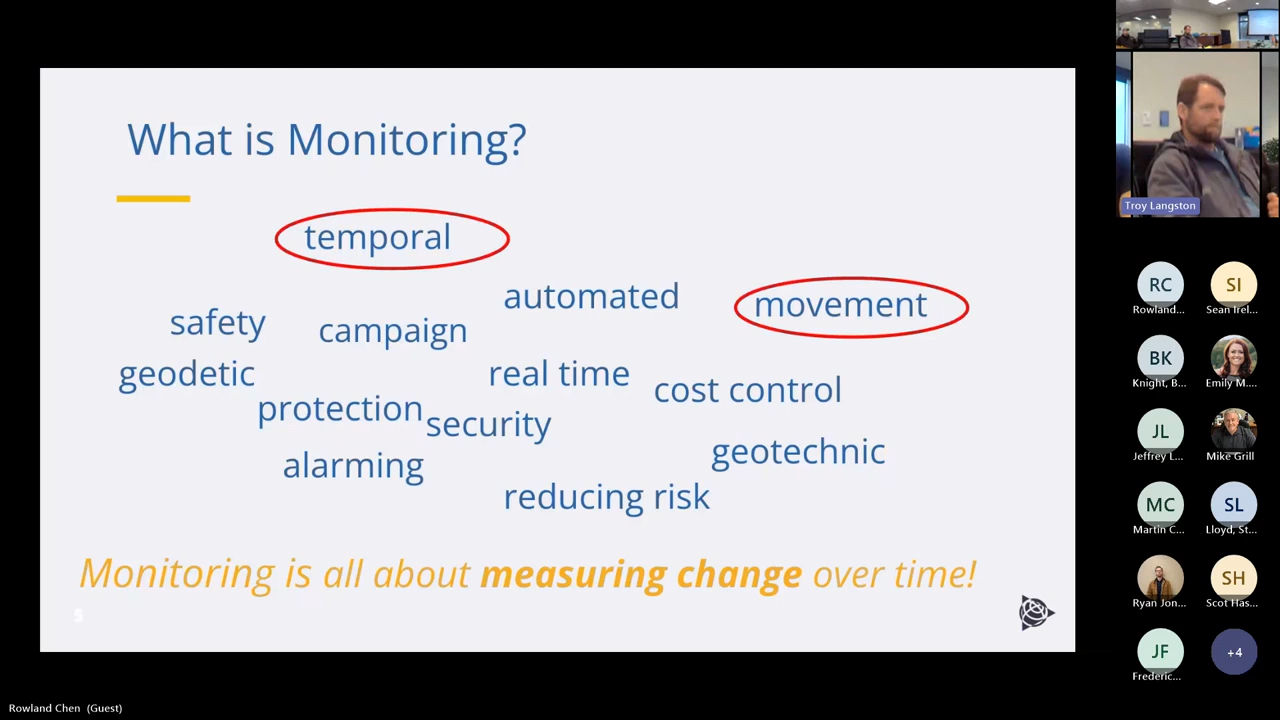 What is Monitoring?
temporal
automated
movement
safety
campaign
geodetic
real time
cost control
protection
security
geotechnic
alarming
reducing risk
Monitoring is all about measuring change over time!
5
Troy Langston
RC
Rowland...
SI
Sean Irel...
BK
Knight, B...
Emily M....
JL
Jeffrey L...
Mike Grill
MC
Martin C...
SL
Lloyd, St...
Ryan Jon...
SH
Scot Has...
JF
Frederic...
+4
Rowland Chen (Guest)